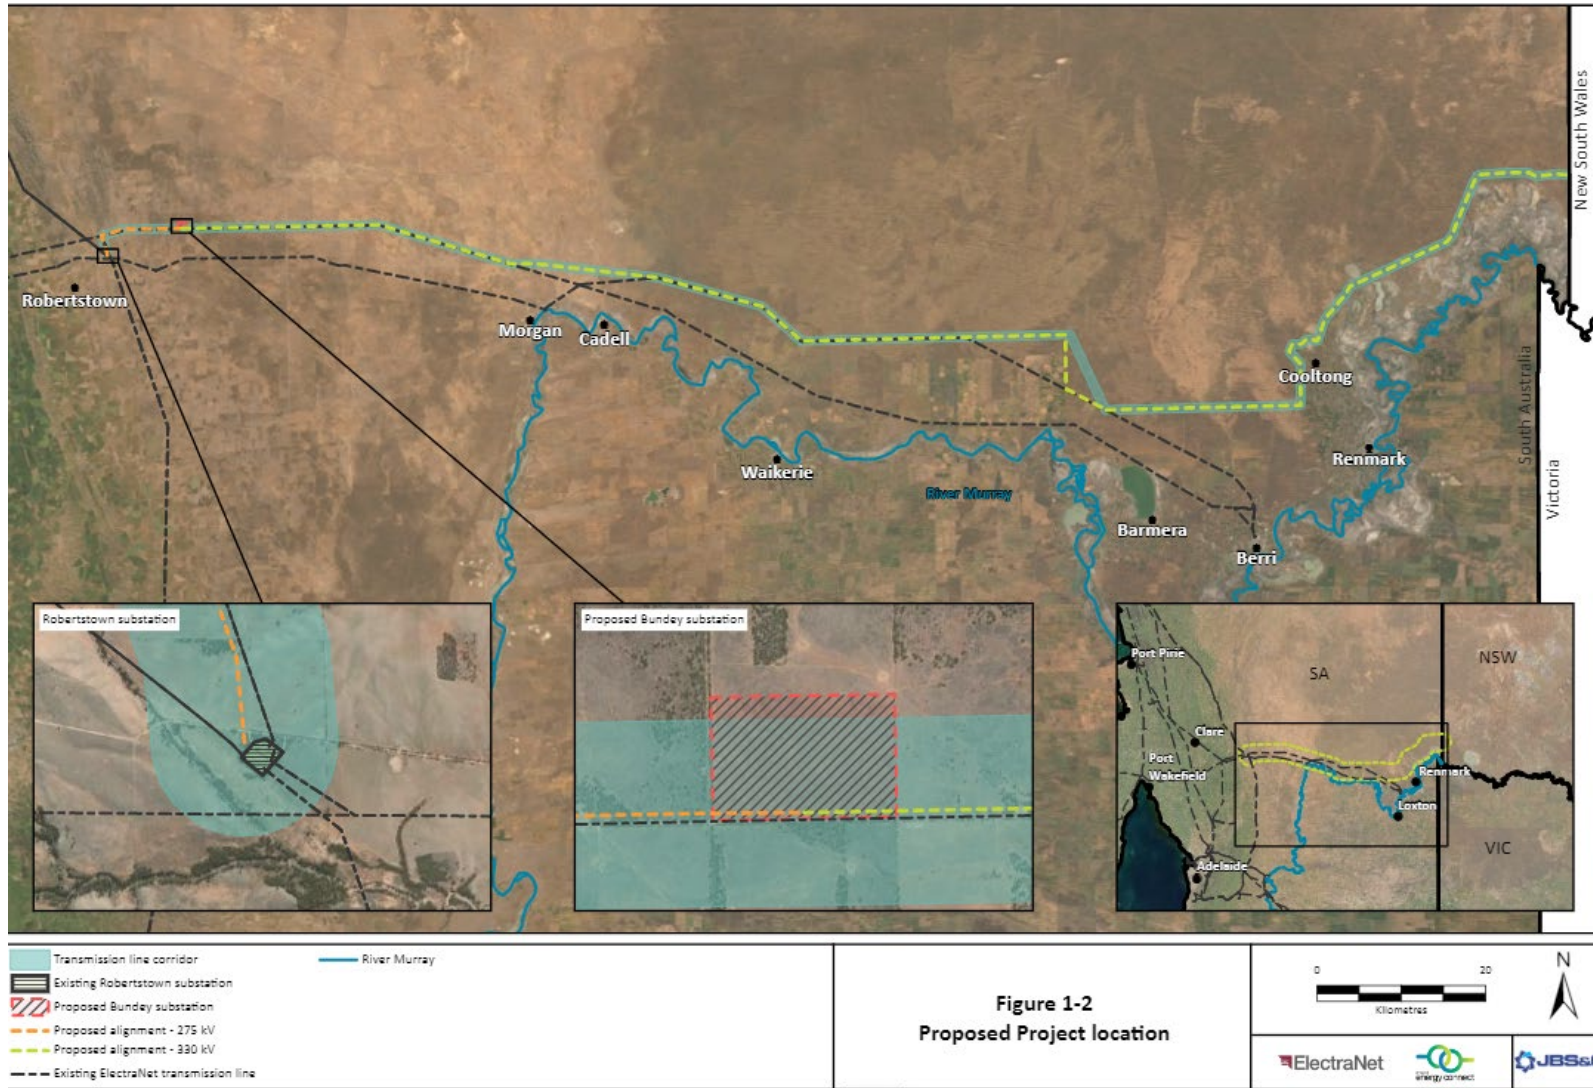 New South Wales
Robertstown
Morgan
Cadell
Cooltong
South Australia
Victoria
Waikerie
Renmark
River Murray
Barmera
Berri
Robertstown substation
Proposed Bundey substation
Port Pirie
SA
NSW
Clare
Port
Wakefield
Renmark
Loxton
VIC
Adelaide
Transmission line corridor
River Murray
Existing Robertstown substation
Proposed Bundey substation
Proposed alignment - 275 kV
Proposed alignment - 330 kV
Existing ElectraNet transmission line
Figure 1-2
Proposed Project location
0 20
Kilometres
N
ElectraNet
energy connect